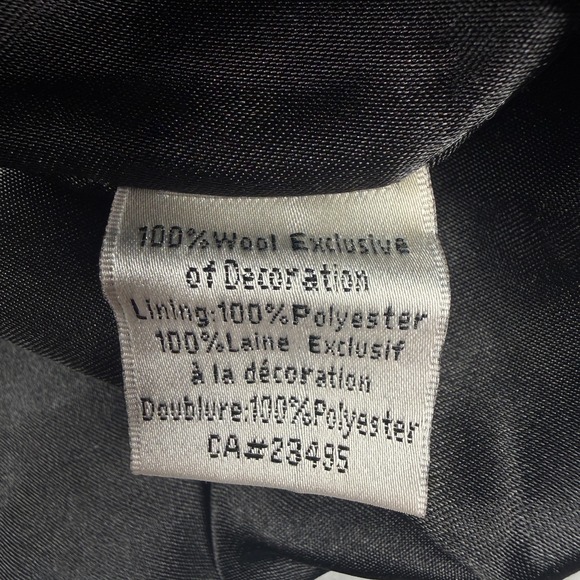 100%Wool Exclusive
of Decoration
Lining:100%Polyester
100%Laine Exclusif
à la décoration
Doublure:100%Polyester
CA#23495